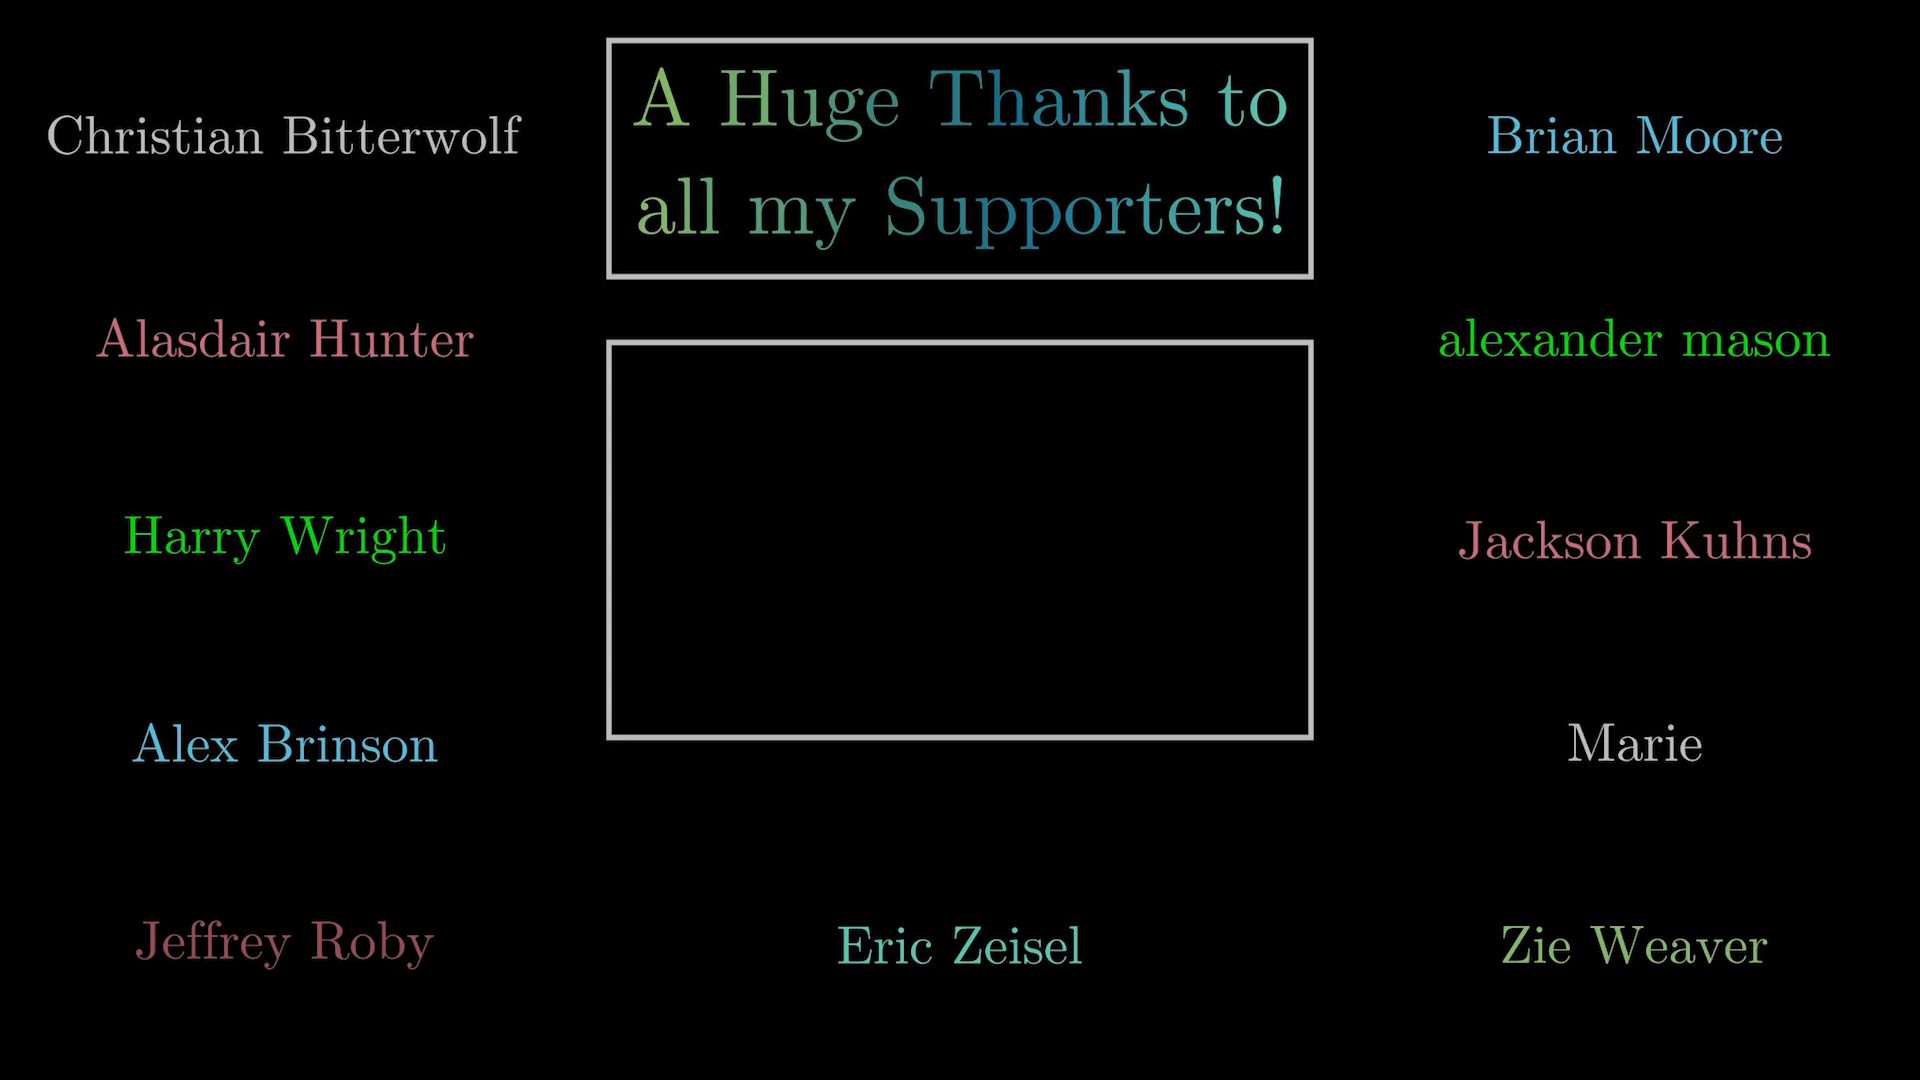 A Huge Thanks to
all my Supporters!
Christian Bitterwolf
Brian Moore
Alasdair Hunter
alexander mason
Harry Wright
Jackson Kuhns
Alex Brinson
Marie
Jeffrey Roby
Eric Zeisel
Zie Weaver